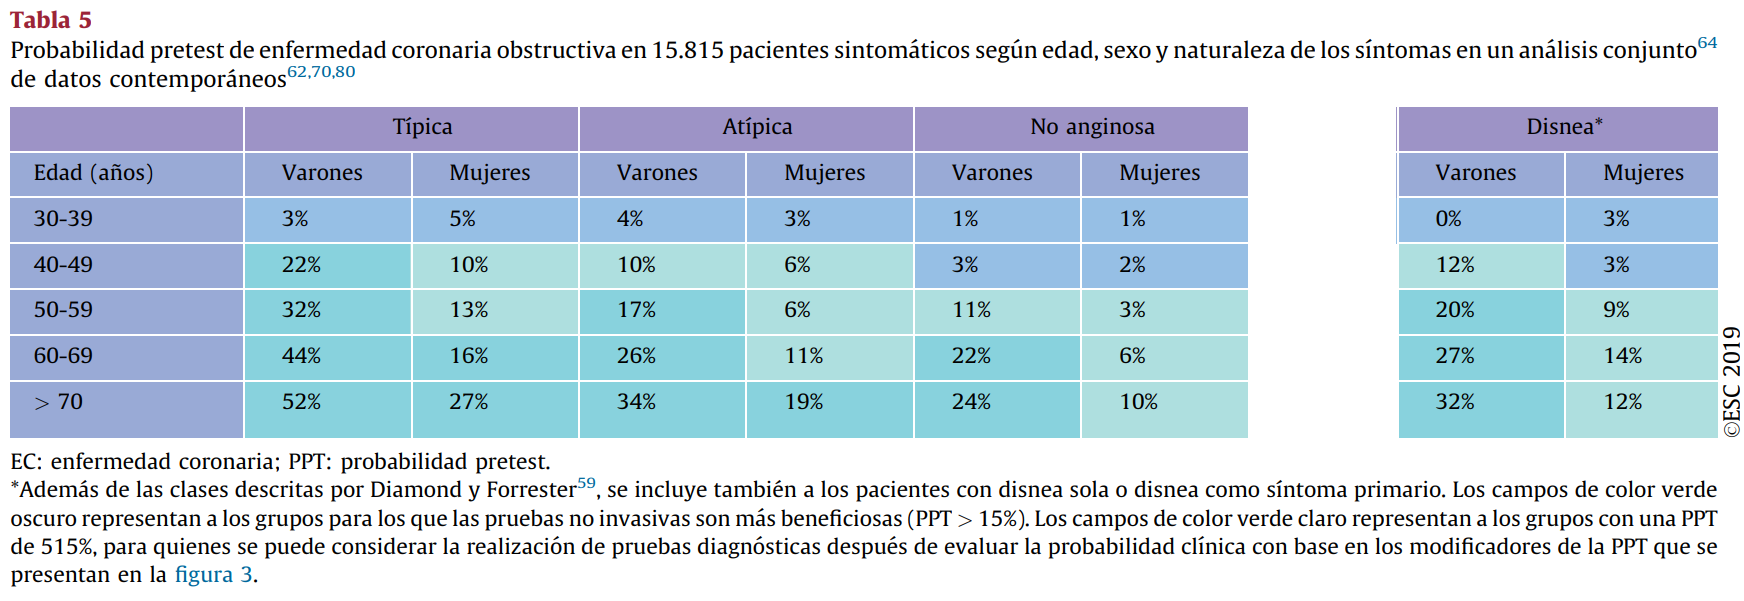 Tabla 5
Probabilidad pretest de enfermedad coronaria obstructiva en 15.815 pacientes sintomáticos según edad, sexo y naturaleza de los síntomas en un análisis conjunto64
de datos contemporáneos62,70,80
Típica Atípica No anginosa Disnea*
Edad (años) Varones Mujeres Varones Mujeres Varones Mujeres Varones Mujeres
30-39 3% 5% 4% 3% 1% 1% 0% 3%
40-49 22% 10% 10% 6% 3% 2% 12% 3%
50-59 32% 13% 17% 6% 11% 3% 20% 9%
60-69 44% 16% 26% 11% 22% 6% 27% 14%
> 70 52% 27% 34% 19% 24% 10% 32% 12%
©ESC 2019
EC: enfermedad coronaria; PPT: probabilidad pretest.
*Además de las clases descritas por Diamond y Forrester59, se incluye también a los pacientes con disnea sola o disnea como síntoma primario. Los campos de color verde
oscuro representan a los grupos para los que las pruebas no invasivas son más beneficiosas (PPT > 15%). Los campos de color verde claro representan a los grupos con una PPT
de 515%, para quienes se puede considerar la realización de pruebas diagnósticas después de evaluar la probabilidad clínica con base en los modificadores de la PPT que se
presentan en la figura 3.